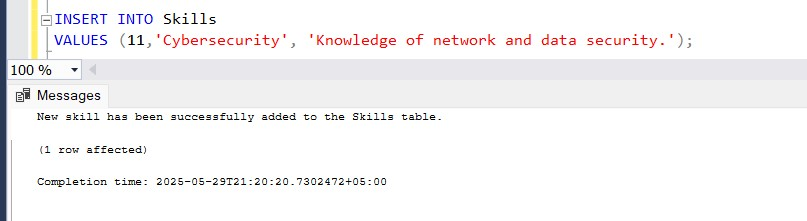 INSERT INTO Skills
VALUES (11,'Cybersecurity', 'Knowledge of network and data security.');
100 %
Messages
New skill has been successfully added to the Skills table.
(1 row affected)
Completion time: 2025-05-29T21:20:20.7302472+05:00